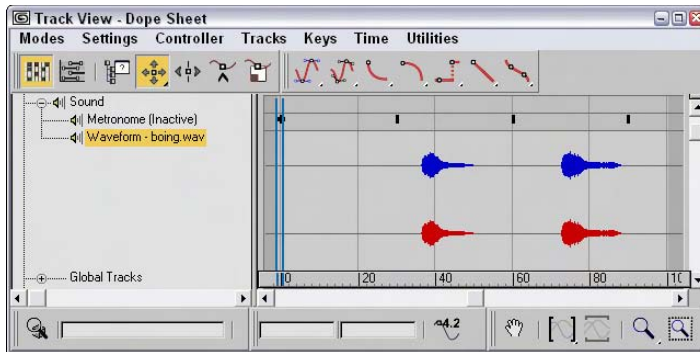 Track View - Dope Sheet
Modes Settings Controller Tracks Keys Time Utilities
Sound
Metronome (Inactive)
Waveform - boing.wav
Global Tracks
0 20 40 60 80
4.2